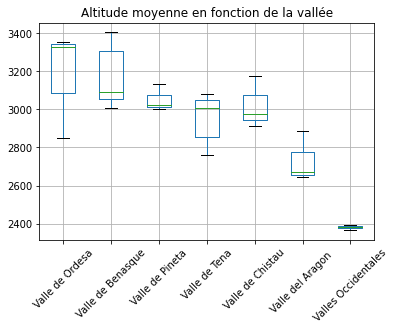 Altitude moyenne en fonction de la vallée
3400
3200
3000
2800
2600
2400
Valle de Ordesa
Valle de Benasque
Valle de Pineta
Valle de Tena
Valle de Chistau
Valle del Aragon
Valles Occidentales